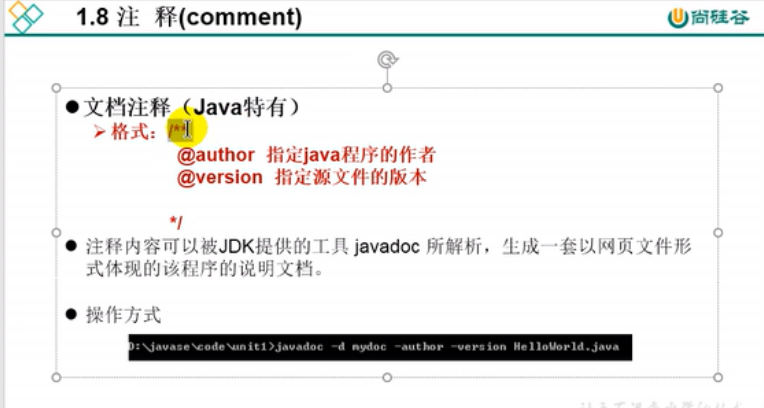 1.8 注 释(comment)
尚硅谷
●文档注释（Java特有）
➢格式：/**
@author 指定java程序的作者
@version 指定源文件的版本
*/
● 注释内容可以被JDK提供的工具 javadoc 所解析，生成一套以网页文件形
式体现的该程序的说明文档。
● 操作方式
D:\javase\code\unit1>javadoc -d mydoc -author -version HelloWorld.java